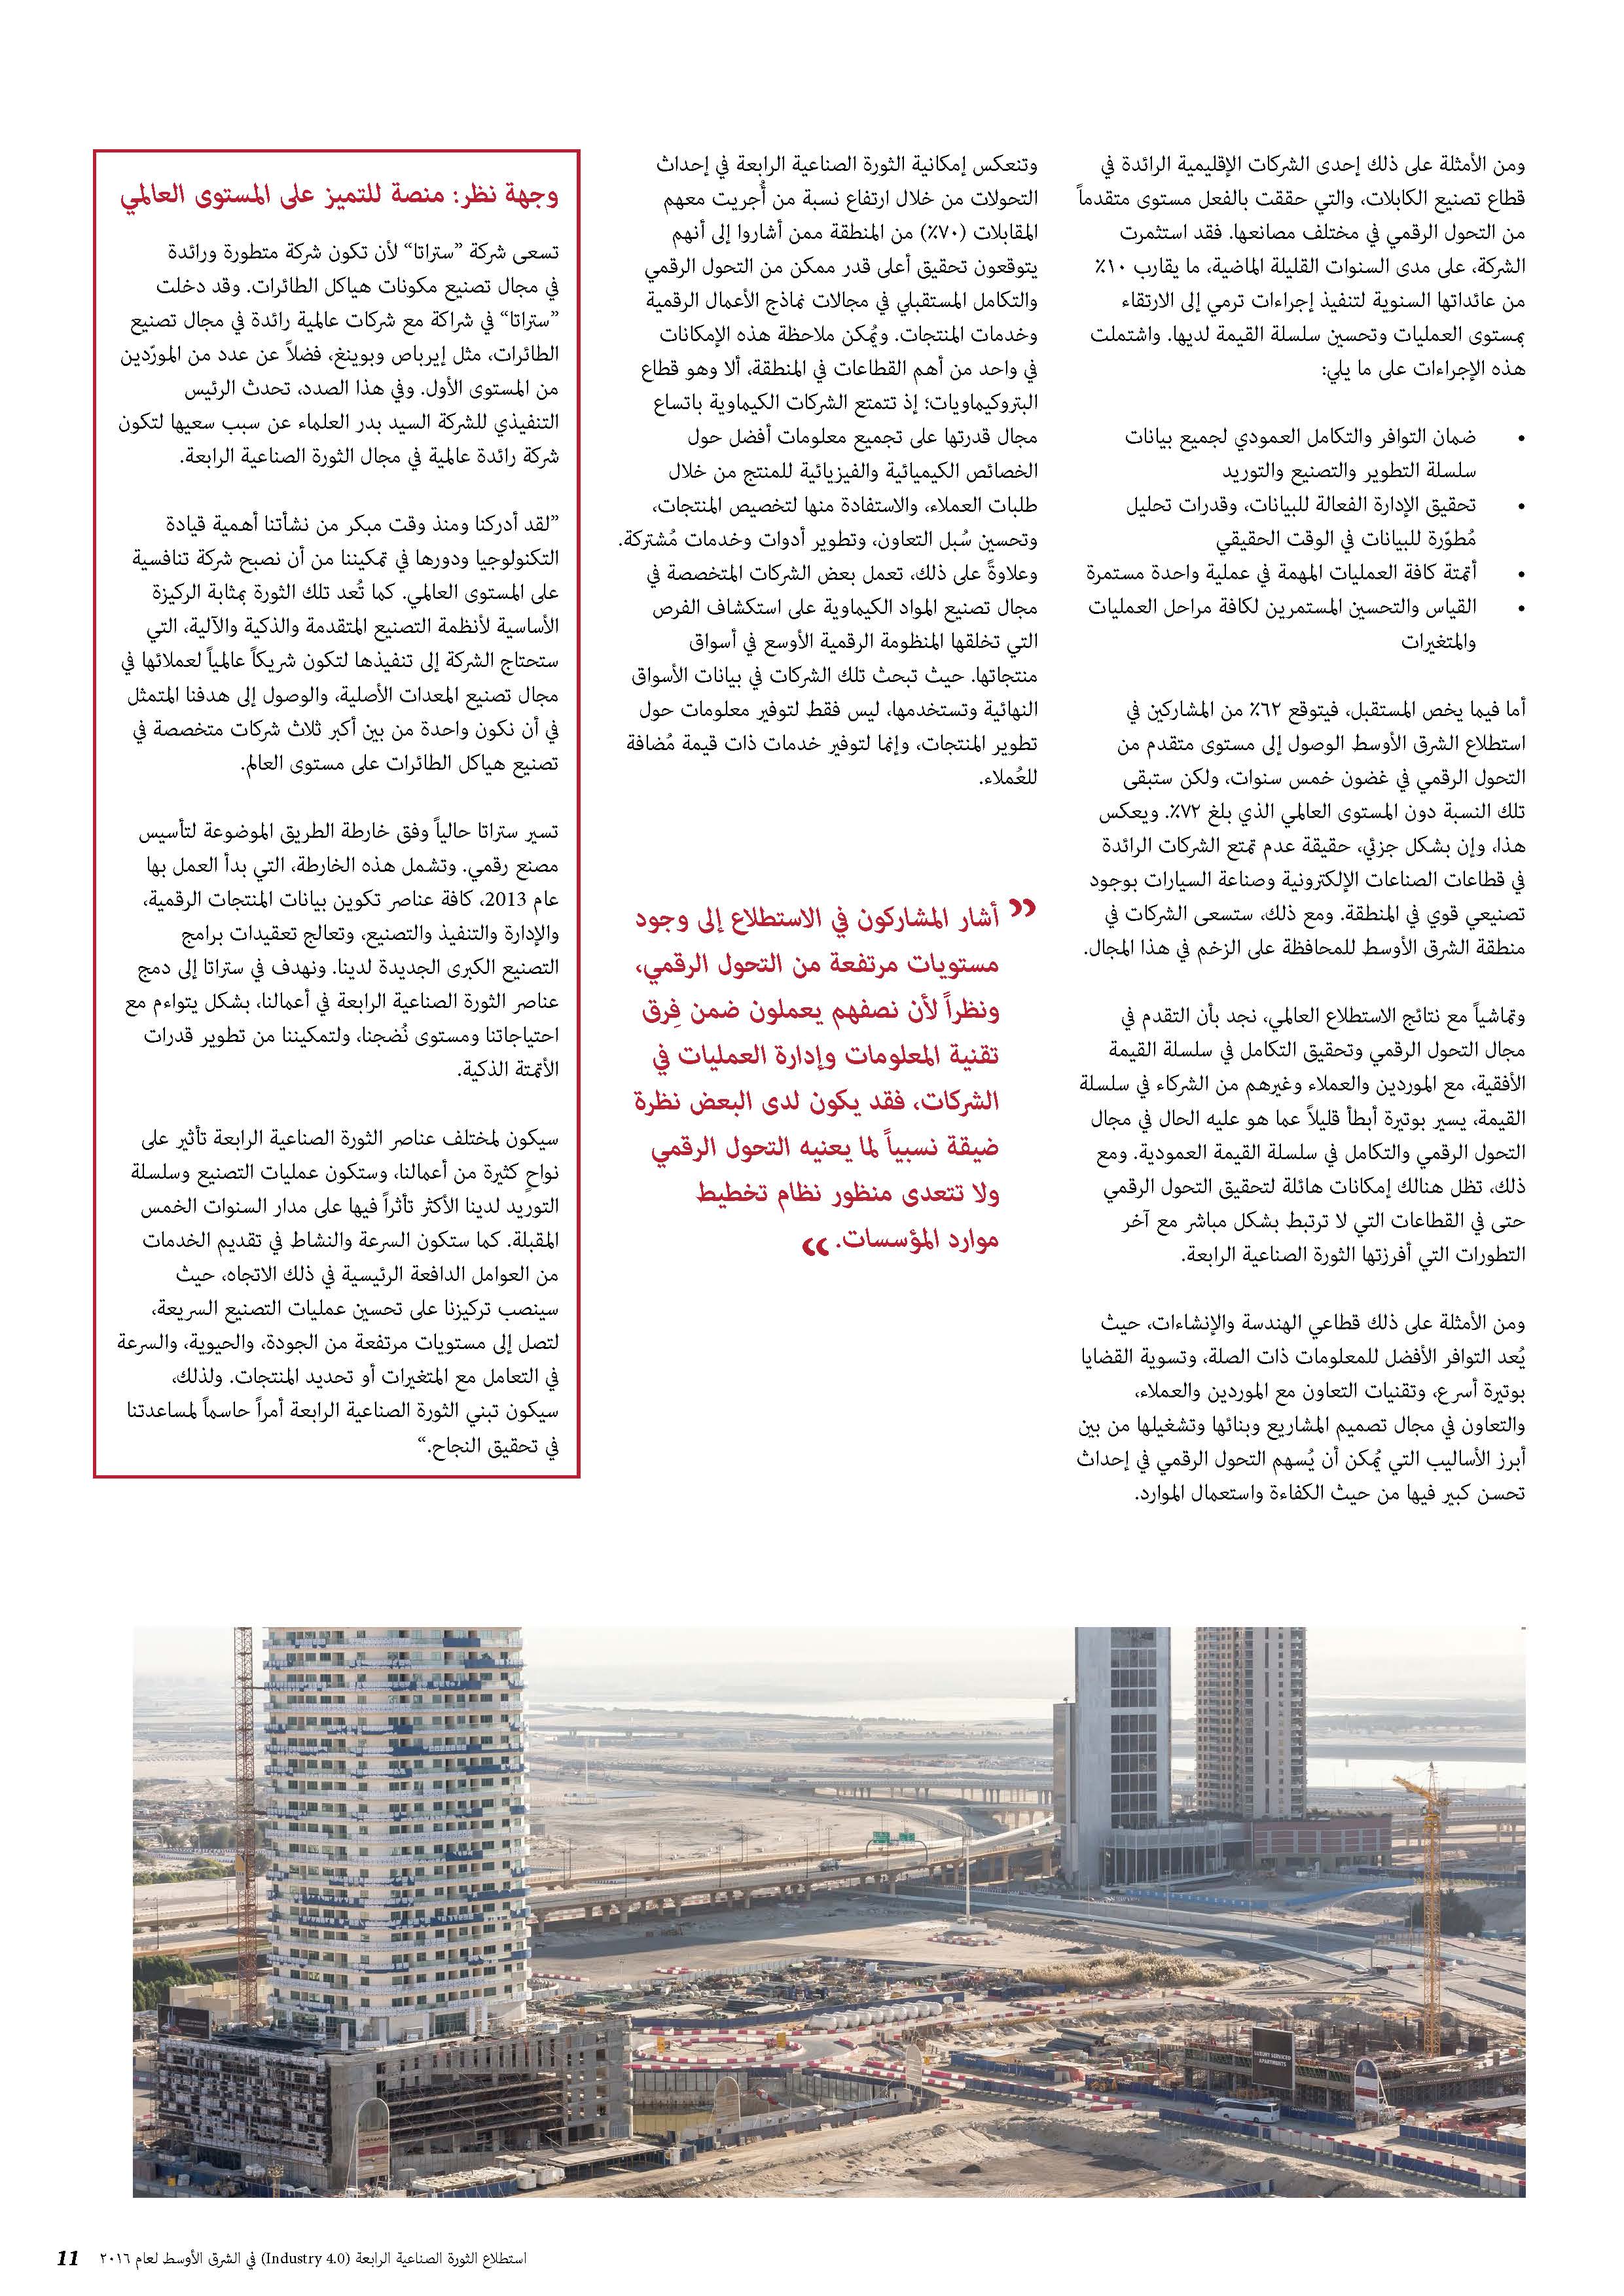 ومن الأمثلة على ذلك إحدى الشركات الإقليمية الرائدة في
قطاع تصنيع الكابلات، والتي حققت بالفعل مستوى متقدماً
من التحول الرقمي في مختلف مصانعها. فقد استثمرت
الشركة، على مدى السنوات القليلة الماضية، ما يقارب ١٠٪
من عائداتها السنوية لتنفيذ إجراءات ترمي إلى الارتقاء
بمستوى العمليات وتحسين سلسلة القيمة لديها. واشتملت
هذه الإجراءات على ما يلي:
• ضمان التوافر والتكامل العمودي لجميع بيانات
سلسلة التطوير والتصنيع والتوريد
• تحقيق الإدارة الفعالة للبيانات، وقدرات تحليل
مُطوّرة للبيانات في الوقت الحقيقي
• أتمتة كافة العمليات المهمة في عملية واحدة مستمرة
• القياس والتحسين المستمرين لكافة مراحل العمليات
والمتغيرات
أما فيما يخص المستقبل، فيتوقع ٦٢٪ من المشاركين في
استطلاع الشرق الأوسط الوصول إلى مستوى متقدم من
التحول الرقمي في غضون خمس سنوات، ولكن ستبقى
تلك النسبة دون المستوى العالمي الذي بلغ ٧٢٪. ويعكس
هذا، وإن بشكل جزئي، حقيقة عدم تمتع الشركات الرائدة
في قطاعات الصناعات الإلكترونية وصناعة السيارات بوجود
تصنيعي قوي في المنطقة. ومع ذلك، ستسعى الشركات في
منطقة الشرق الأوسط للمحافظة على الزخم في هذا المجال.
وتماشياً مع نتائج الاستطلاع العالمي، نجد بأن التقدم في
مجال التحول الرقمي وتحقيق التكامل في سلسلة القيمة
الأفقية، مع الموردين والعملاء وغيرهم من الشركاء في سلسلة
القيمة، يسير بوتيرة أبطأ قليلاً عما هو عليه الحال في مجال
التحول الرقمي والتكامل في سلسلة القيمة العمودية. ومع
ذلك، تظل هنالك إمكانات هائلة لتحقيق التحول الرقمي
حتى في القطاعات التي لا ترتبط بشكل مباشر مع آخر
التطورات التي أفرزتها الثورة الصناعية الرابعة.
ومن الأمثلة على ذلك قطاعي الهندسة والإنشاءات، حيث
يُعد التوافر الأفضل للمعلومات ذات الصلة، وتسوية القضايا
بوتيرة أسرع، وتقنيات التعاون مع الموردين والعملاء،
والتعاون في مجال تصميم المشاريع وبنائها وتشغيلها من بين
أبرز الأساليب التي يُمكن أن يُسهم التحول الرقمي في إحداث
تحسن كبير فيها من حيث الكفاءة واستعمال الموارد.
وتنعكس إمكانية الثورة الصناعية الرابعة في إحداث
التحولات من خلال ارتفاع نسبة من أُجريت معهم
المقابلات (٧٠٪) من المنطقة ممن أشاروا إلى أنهم
يتوقعون تحقيق أعلى قدر ممكن من التحول الرقمي
والتكامل المستقبلي في مجالات نماذج الأعمال الرقمية
وخدمات المنتجات. ويُمكن ملاحظة هذه الإمكانات
في واحد من أهم القطاعات في المنطقة، ألا وهو قطاع
البتروكيماويات؛ إذ تتمتع الشركات الكيماوية باتساع
مجال قدرتها على تجميع معلومات أفضل حول
الخصائص الكيميائية والفيزيائية للمنتج من خلال
طلبات العملاء، والاستفادة منها لتخصيص المنتجات،
وتحسين سُبل التعاون، وتطوير أدوات وخدمات مُشتركة.
وعلاوةً على ذلك، تعمل بعض الشركات المتخصصة في
مجال تصنيع المواد الكيماوية على استكشاف الفرص
التي تخلقها المنظومة الرقمية الأوسع في أسواق
منتجاتها. حيث تبحث تلك الشركات في بيانات الأسواق
النهائية وتستخدمها، ليس فقط لتوفير معلومات حول
تطوير المنتجات، وإنما لتوفير خدمات ذات قيمة مُضافة
للعُملاء.
” أشار المشاركون في الاستطلاع إلى وجود
مستويات مرتفعة من التحول الرقمي،
ونظراً لأن نصفهم يعملون ضمن فِرق
تقنية المعلومات وإدارة العمليات في
الشركات، فقد يكون لدى البعض نظرة
ضيقة نسبياً لما يعنيه التحول الرقمي
ولا تتعدى منظور نظام تخطيط
موارد المؤسسات. “
وجهة نظر: منصة للتميز على المستوى العالمي
تسعى شركة ”ستراتا“ لأن تكون شركة متطورة ورائدة
في مجال تصنيع مكونات هياكل الطائرات. وقد دخلت
”ستراتا“ في شراكة مع شركات عالمية رائدة في مجال تصنيع
الطائرات، مثل إيرباص وبوينغ، فضلاً عن عدد من المورّدين
من المستوى الأول. وفي هذا الصدد، تحدث الرئيس
التنفيذي للشركة السيد بدر العلماء عن سبب سعيها لتكون
شركة رائدة عالمية في مجال الثورة الصناعية الرابعة.
”لقد أدركنا ومنذ وقت مبكر من نشأتنا أهمية قيادة
التكنولوجيا ودورها في تمكيننا من أن نصبح شركة تنافسية
على المستوى العالمي. كما تُعد تلك الثورة بمثابة الركيزة
الأساسية لأنظمة التصنيع المتقدمة والذكية والآلية، التي
ستحتاج الشركة إلى تنفيذها لتكون شريكاً عالمياً لعملائها في
مجال تصنيع المعدات الأصلية، والوصول إلى هدفنا المتمثل
في أن نكون واحدة من بين أكبر ثلاث شركات متخصصة في
تصنيع هياكل الطائرات على مستوى العالم.
تسير ستراتا حالياً وفق خارطة الطريق الموضوعة لتأسيس
مصنع رقمي. وتشمل هذه الخارطة، التي بدأ العمل بها
عام 2013، كافة عناصر تكوين بيانات المنتجات الرقمية،
والإدارة والتنفيذ والتصنيع، وتعالج تعقيدات برامج
التصنيع الكبرى الجديدة لدينا. ونهدف في ستراتا إلى دمج
عناصر الثورة الصناعية الرابعة في أعمالنا، بشكل يتواءم مع
احتياجاتنا ومستوى نُضجنا، ولتمكيننا من تطوير قدرات
الأتمتة الذكية.
سيكون لمختلف عناصر الثورة الصناعية الرابعة تأثير على
نواحٍ كثيرة من أعمالنا، وستكون عمليات التصنيع وسلسلة
التوريد لدينا الأكثر تأثراً فيها على مدار السنوات الخمس
المقبلة. كما ستكون السرعة والنشاط في تقديم الخدمات
من العوامل الدافعة الرئيسية في ذلك الاتجاه، حيث
سينصب تركيزنا على تحسين عمليات التصنيع السريعة،
لتصل إلى مستويات مرتفعة من الجودة، والحيوية، والسرعة
في التعامل مع المتغيرات أو تحديد المنتجات. ولذلك،
سيكون تبني الثورة الصناعية الرابعة أمراً حاسماً لمساعدتنا
في تحقيق النجاح.“
LUXURY SERVICED
APARTMENTS
استطلاع الثورة الصناعية الرابعة (Industry 4.0) في الشرق الأوسط لعام ٢٠١٦ 11